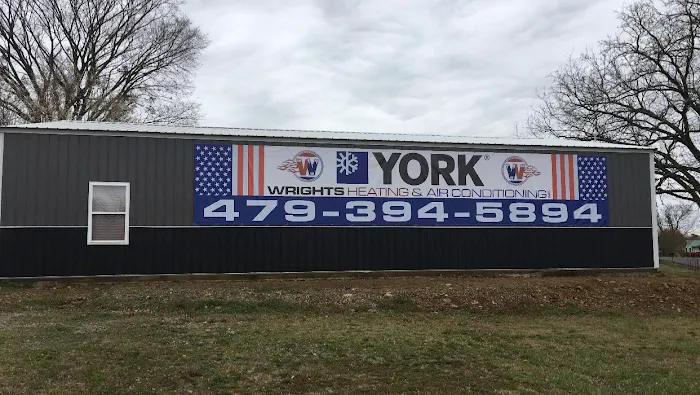 W YORK® W
WRIGHTS HEATING & AIR CONDITIONING
479-394-5894